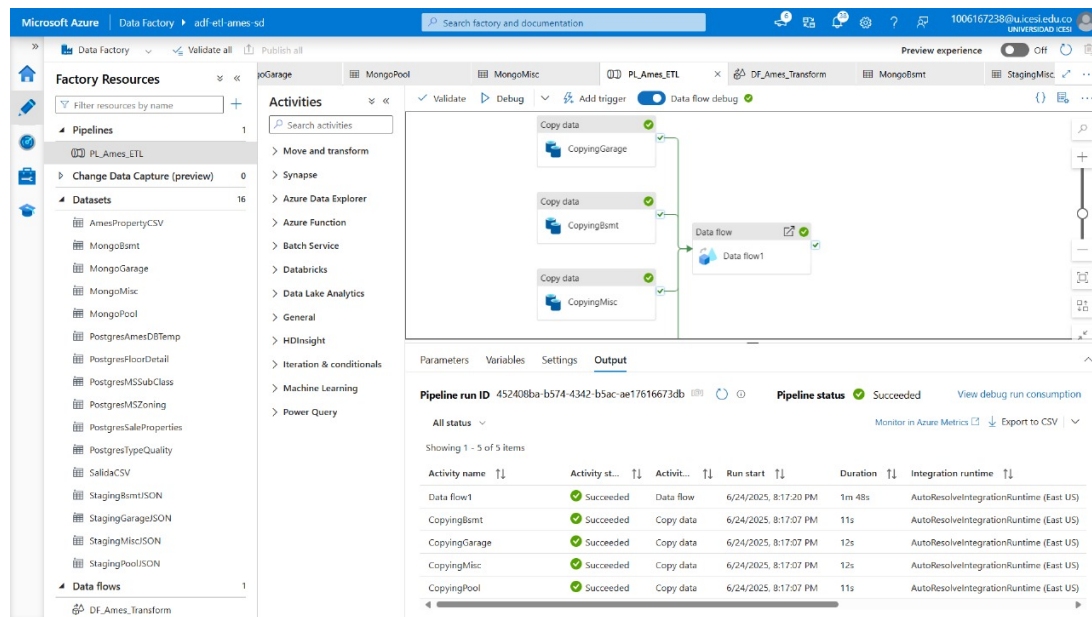 Microsoft Azure | Data Factory ▸ adf-etl-ames-sd
Search factory and documentation
1006167238@u.icesi.edu.co
UNIVERSIDAD ICESI
Data Factory
Validate all
Publish all
Preview experience
Off
Factory Resources
Filter resources by name
Pipelines 1
PL_Ames_ETL
Change Data Capture (preview) 0
Datasets 16
AmesPropertyCSV
MongoBsmt
MongoGarage
MongoMisc
MongoPool
PostgresAmesDBTemp
PostgresFloorDetail
PostgresMSSubClass
PostgresMSZoning
PostgresSaleProperties
PostgresTypeQuality
SalidaCSV
StagingBsmtJSON
StagingGarageJSON
StagingMiscJSON
StagingPoolJSON
Data flows 1
DF_Ames_Transform
goGarage
MongoPool
MongoMisc
PL_Ames_ETL
DF_Ames_Transform
MongoBsmt
StagingMisc
Activities
Search activities
Move and transform
Synapse
Azure Data Explorer
Azure Function
Batch Service
Databricks
Data Lake Analytics
General
HDInsight
Iteration & conditionals
Machine Learning
Power Query
Validate
Debug
Add trigger
Data flow debug
Copy data
CopyingGarage
Copy data
CopyingBsmt
Data flow
Data flow1
Copy data
CopyingMisc
Parameters Variables Settings Output
Pipeline run ID 452408ba-b574-4342-b5ac-ae17616673db
Pipeline status Succeeded
View debug run consumption
All status
Monitor in Azure Metrics
Export to CSV
Showing 1 - 5 of 5 items
Activity name Activity st... Activit... Run start Duration Integration runtime
Data flow1 Succeeded Data flow 6/24/2025, 8:17:20 PM 1m 48s AutoResolveIntegrationRuntime (East US)
CopyingBsmt Succeeded Copy data 6/24/2025, 8:17:07 PM 11s AutoResolveIntegrationRuntime (East US)
CopyingGarage Succeeded Copy data 6/24/2025, 8:17:07 PM 12s AutoResolveIntegrationRuntime (East US)
CopyingMisc Succeeded Copy data 6/24/2025, 8:17:07 PM 12s AutoResolveIntegrationRuntime (East US)
CopyingPool Succeeded Copy data 6/24/2025, 8:17:07 PM 11s AutoResolveIntegrationRuntime (East US)